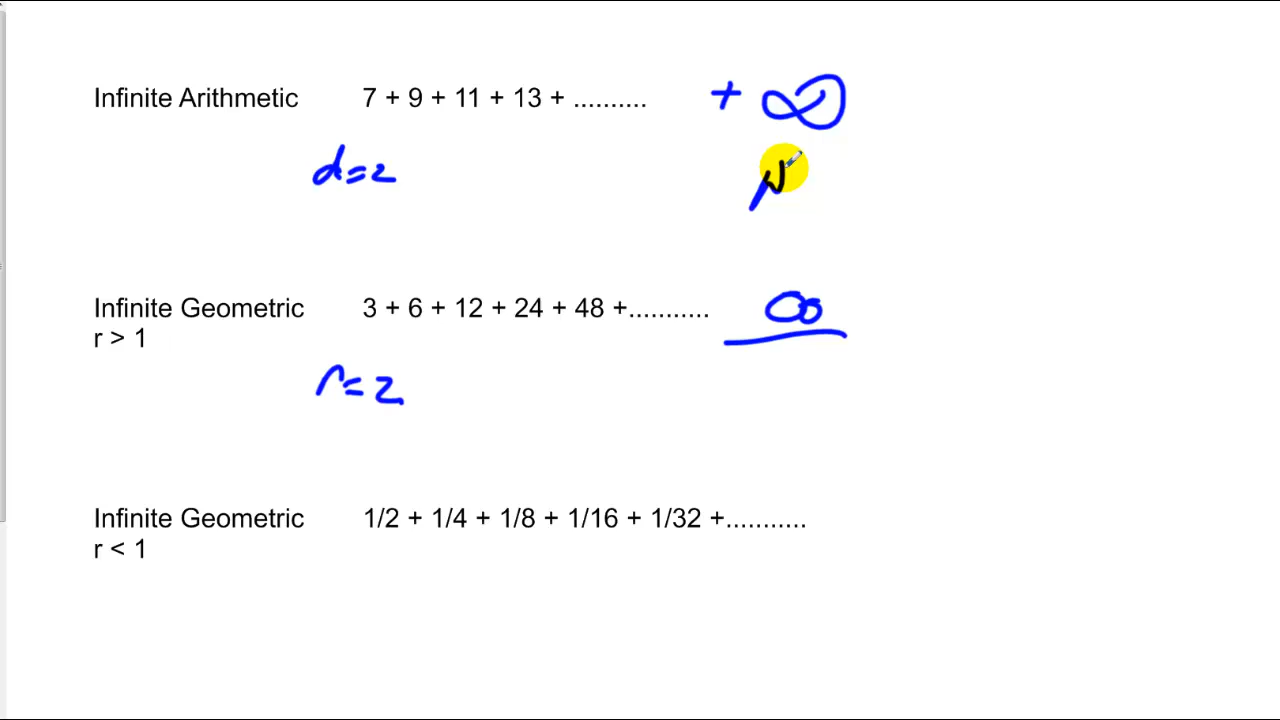 Infinite Arithmetic 7 + 9 + 11 + 13 + .......... + ∞
d=2
Infinite Geometric 3 + 6 + 12 + 24 + 48 +........... ∞
r > 1
r=2
Infinite Geometric 1/2 + 1/4 + 1/8 + 1/16 + 1/32 +...........
r < 1